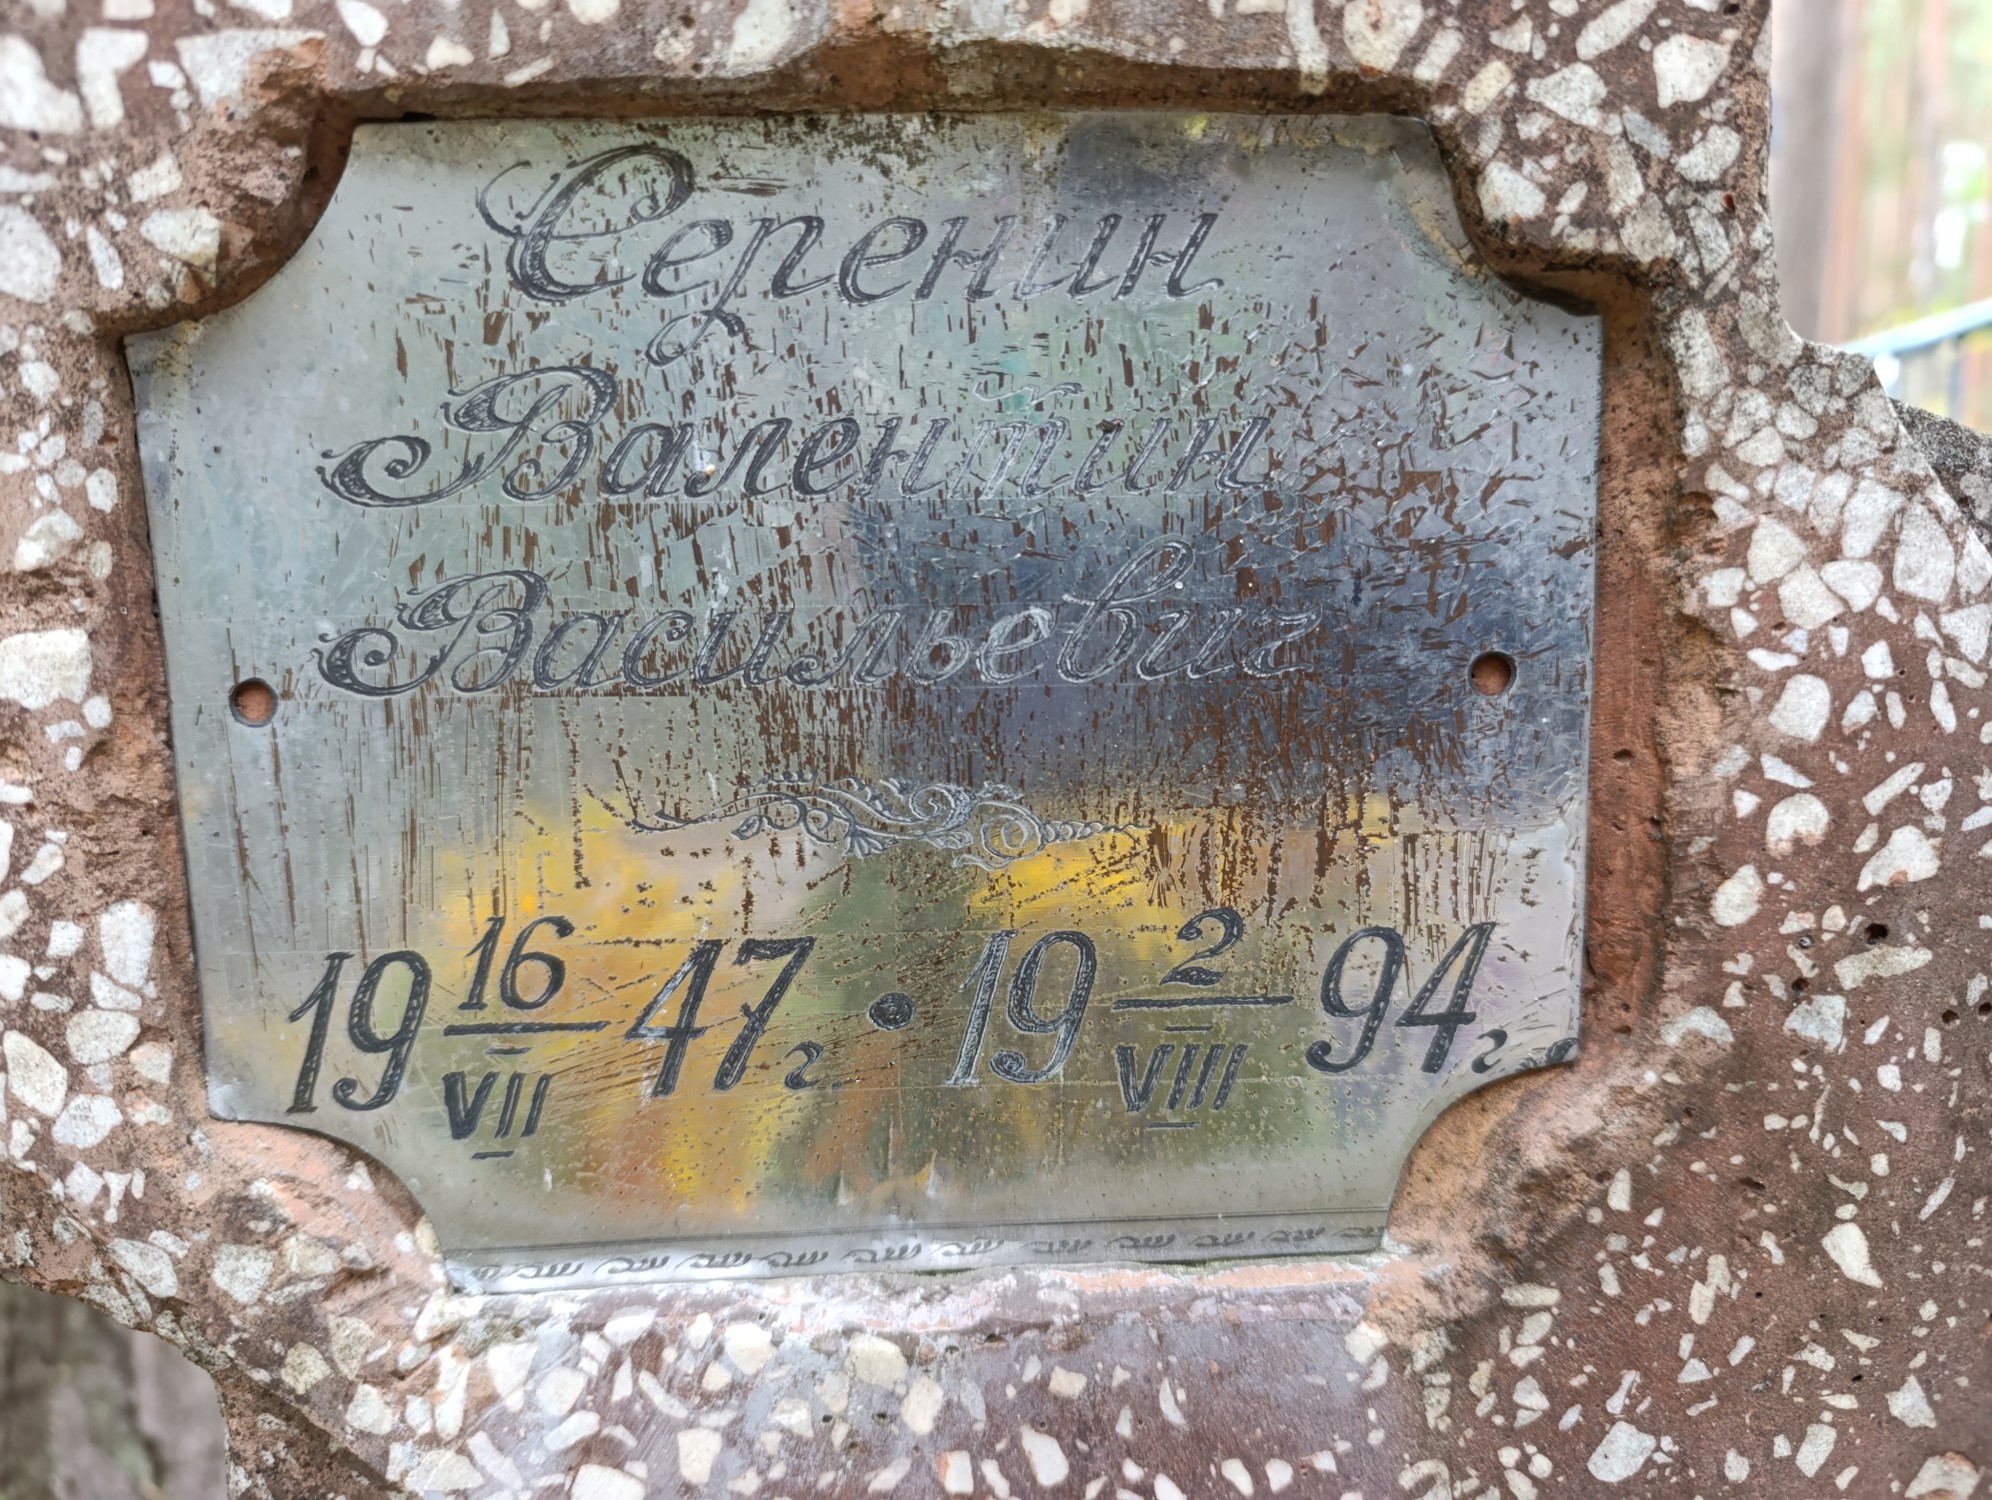 Серенин
Валентин
Васильевич
19 16/VII 47г. • 19 2/VIII 94г.